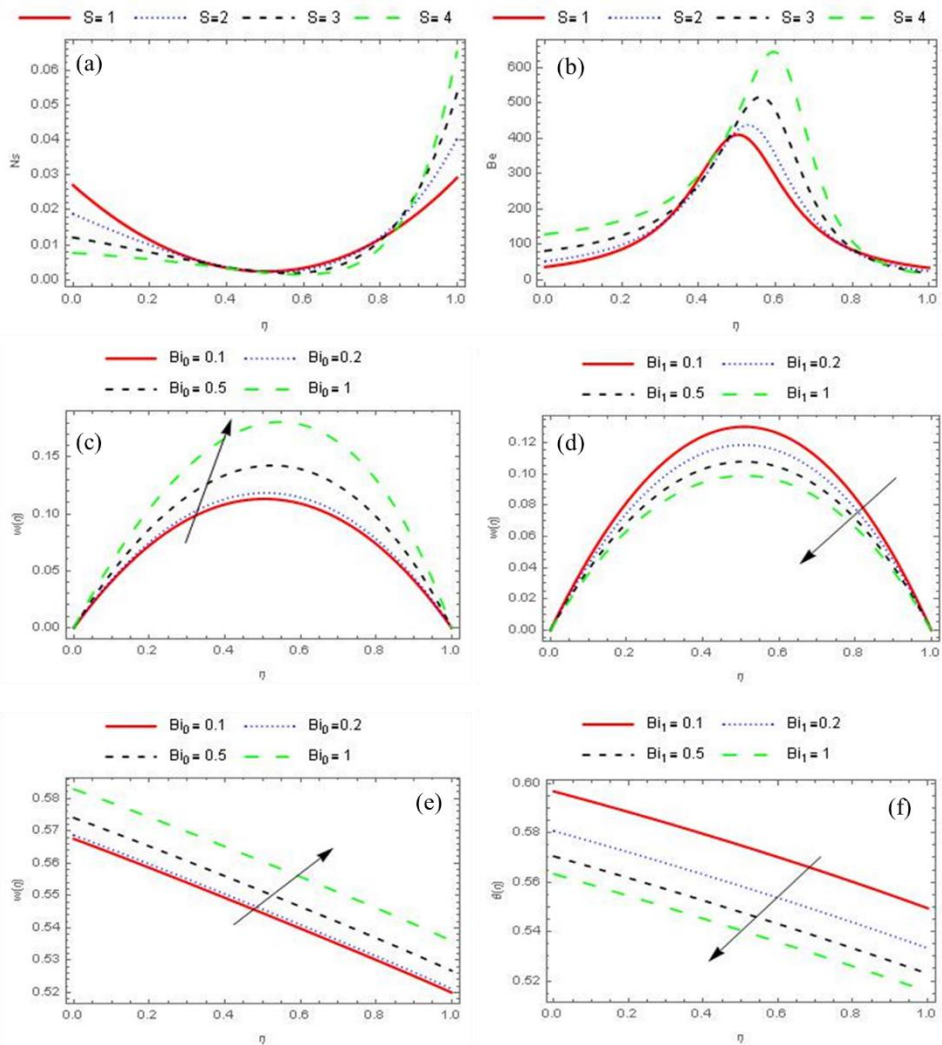 S= 1 S=2 S= 3 S= 4
(a)
Ns
0.06
0.05
0.04
0.03
0.02
0.01
0.00
0.0 0.2 0.4 0.6 0.8 1.0
η
S= 1 S=2 S= 3 S= 4
(b)
Be
600
500
400
300
200
100
0
0.0 0.2 0.4 0.6 0.8 1.0
η
Bi₀= 0.1 Bi₀=0.2
Bi₀=0.5 Bi₀= 1
(c)
w[η]
0.15
0.10
0.05
0.00
0.0 0.2 0.4 0.6 0.8 1.0
η
Bi₁= 0.1 Bi₁=0.2
Bi₁=0.5 Bi₁= 1
(d)
w[η]
0.12
0.10
0.08
0.06
0.04
0.02
0.00
0.0 0.2 0.4 0.6 0.8 1.0
η
Bi₀= 0.1 Bi₀=0.2
Bi₀=0.5 Bi₀= 1
(e)
w[η]
0.58
0.57
0.56
0.55
0.54
0.53
0.52
0.0 0.2 0.4 0.6 0.8 1.0
η
Bi₁= 0.1 Bi₁=0.2
Bi₁=0.5 Bi₁= 1
(f)
θ[η]
0.60
0.58
0.56
0.54
0.52
0.0 0.2 0.4 0.6 0.8 1.0
η